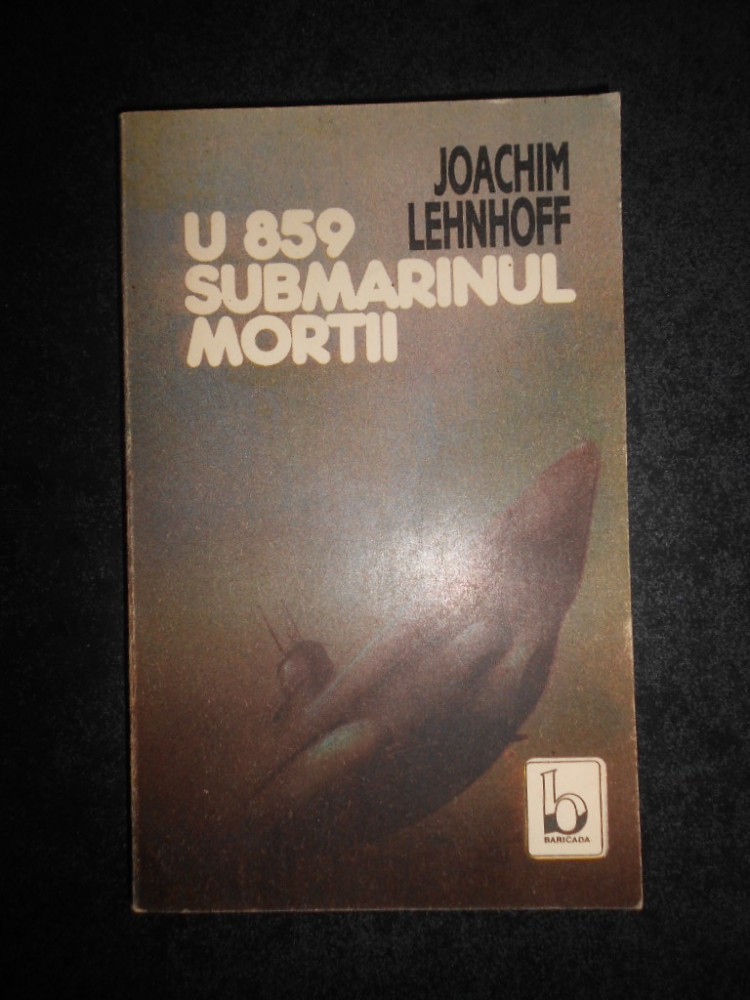 JOACHIM
LEHNHOFF
U 859
SUBMARINUL
MORTII
b
BARICADA